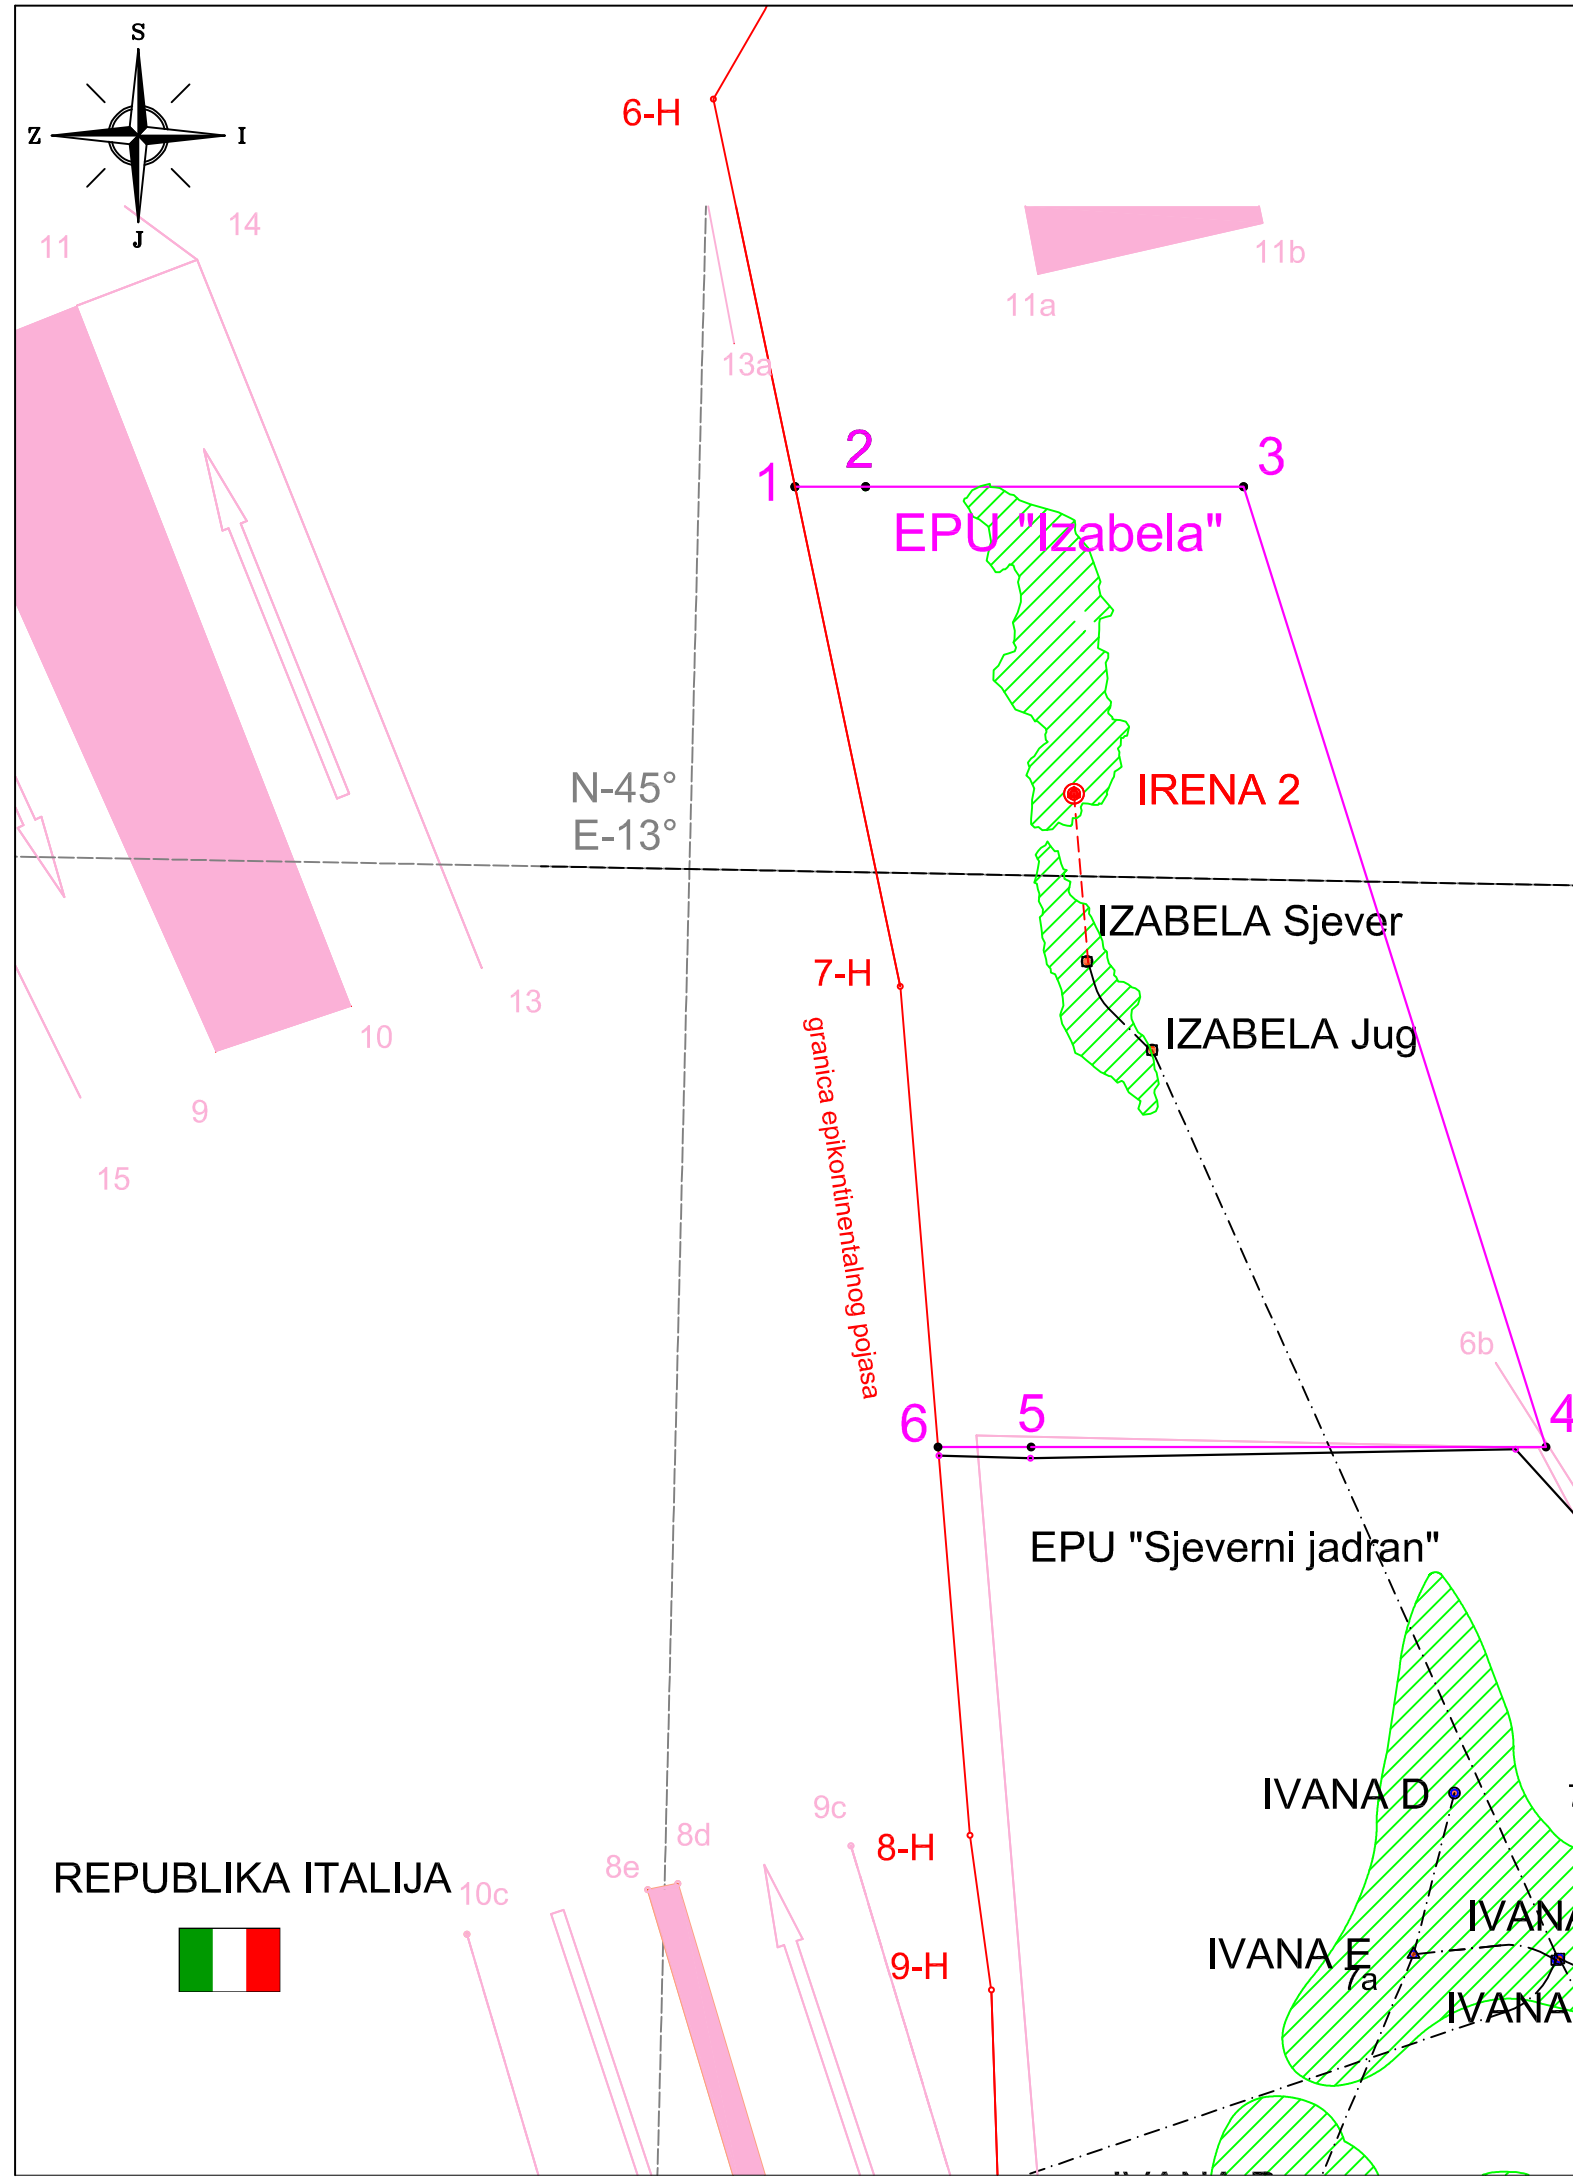 S
6-H
Z
I
14
11
J
11b
11a
13a
2
3
1
EPU "Izabela"
N-45°
IRENA 2
E-13°
IZABELA Sjever
7-H
13
10
IZABELA Jug
granica epikontinentalnog pojasa
9
15
6b
6
5
4
EPU "Sjeverni jadran"
IVANA D
9c
8d
8-H
8e
REPUBLIKA ITALIJA
10c
IVANA
IVANA E
9-H
7a
IVANA